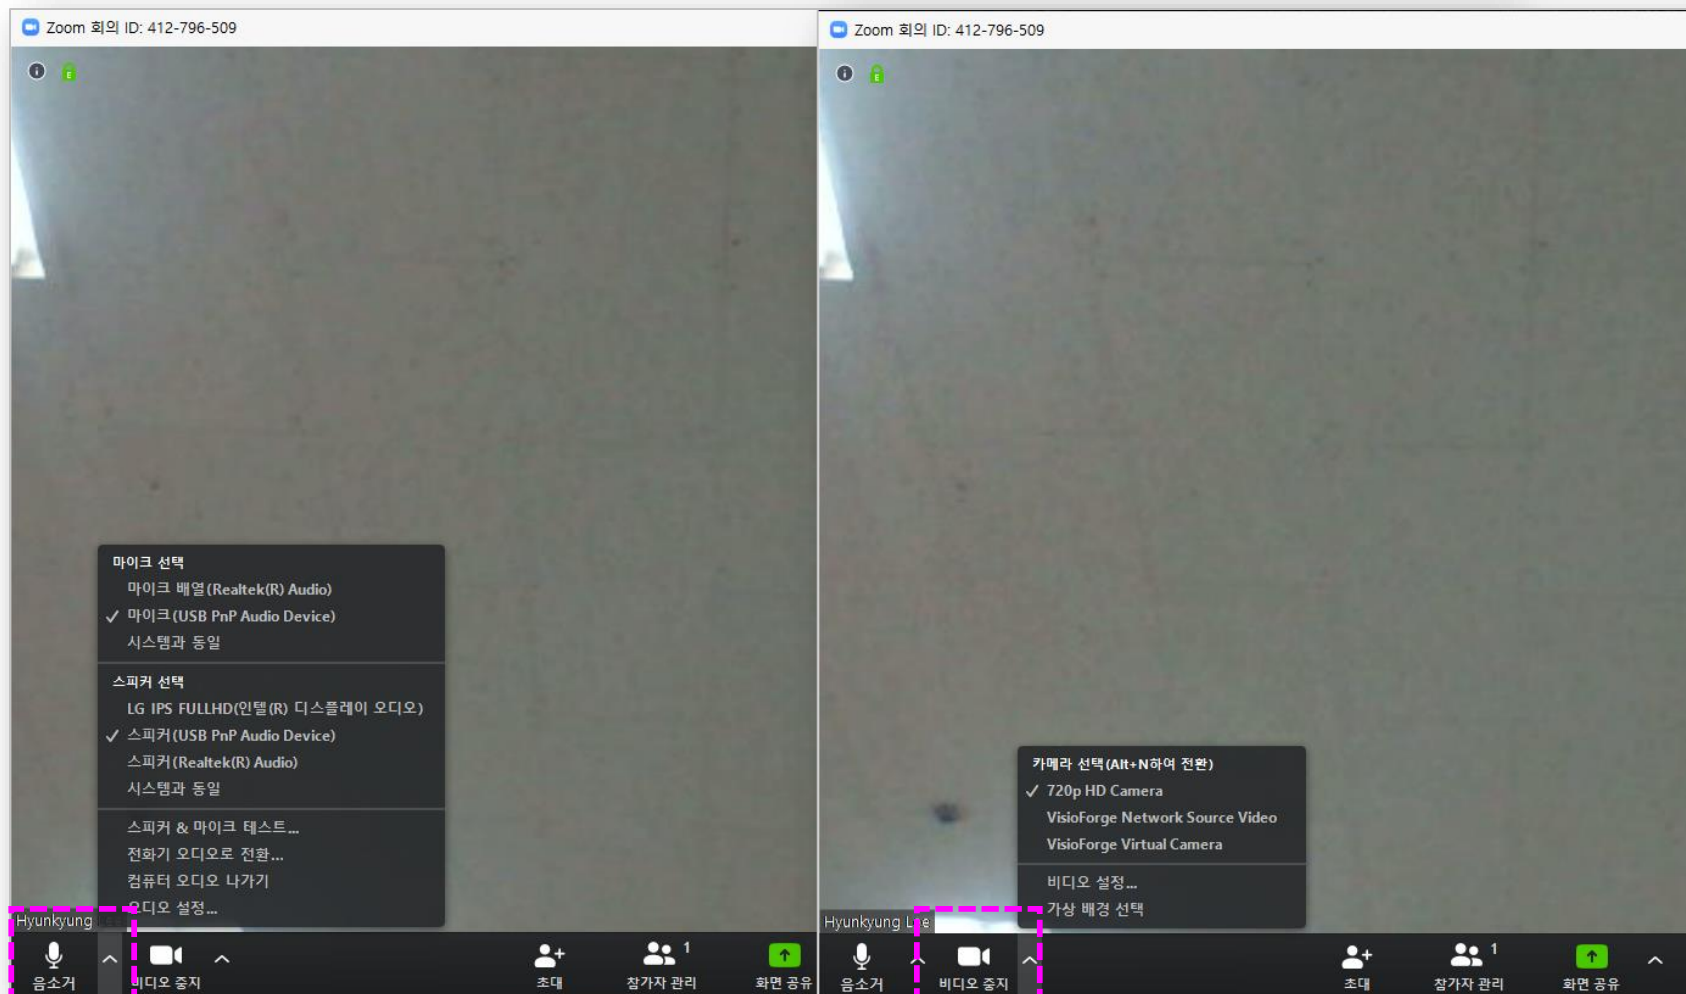 Zoom 회의 ID: 412-796-509
E
마이크 선택
마이크 배열(Realtek(R) Audio)
마이크(USB PnP Audio Device)
시스템과 동일
스피커 선택
LG IPS FULLHD(인텔(R) 디스플레이 오디오)
스피커(USB PnP Audio Device)
스피커(Realtek(R) Audio)
시스템과 동일
스피커 & 마이크 테스트...
전화기 오디오로 전환...
컴퓨터 오디오 나가기
오디오 설정...
Hyunkyung
음소거
비디오 중지
초대
1
참가자 관리
화면 공유
Zoom 회의 ID: 412-796-509
E
카메라 선택(Alt+N하여 전환)
720p HD Camera
VisioForge Network Source Video
VisioForge Virtual Camera
비디오 설정...
가상 배경 선택
Hyunkyung Lee
음소거
비디오 중지
초대
1
참가자 관리
화면 공유